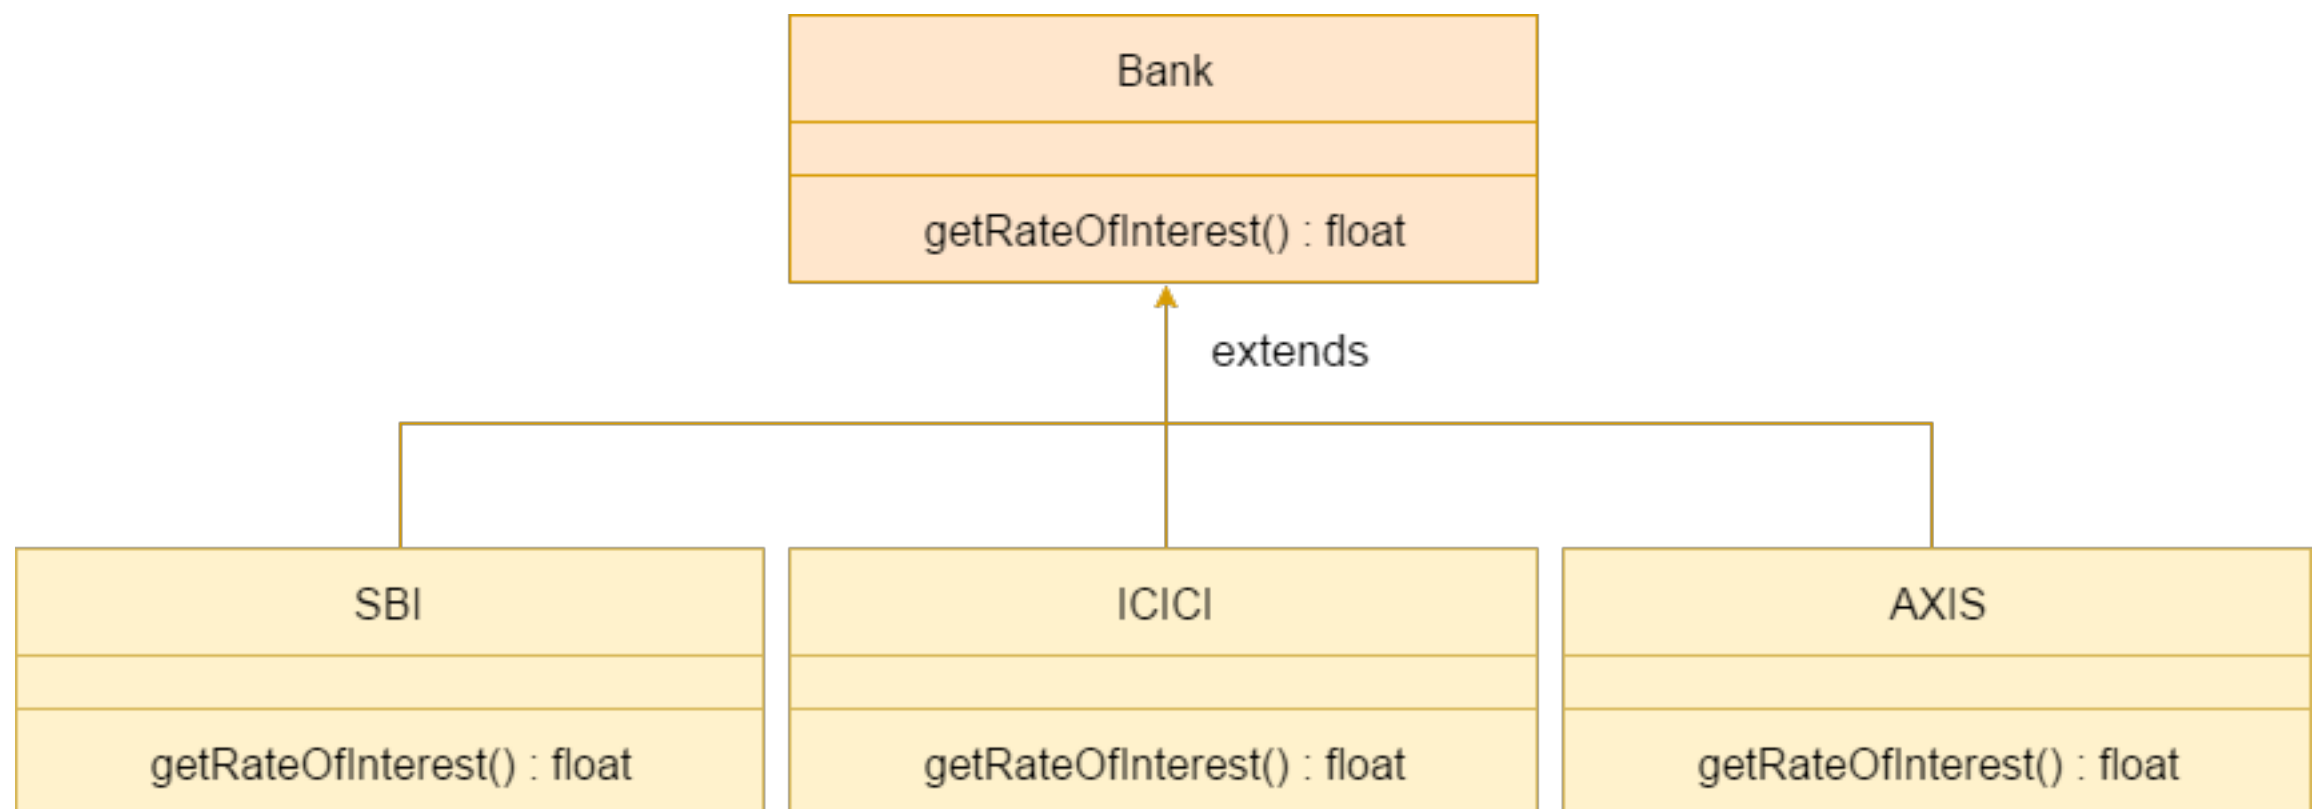 Bank
getRateOfInterest() : float
extends
SBI
getRateOfInterest() : float
ICICI
getRateOfInterest() : float
AXIS
getRateOfInterest() : float